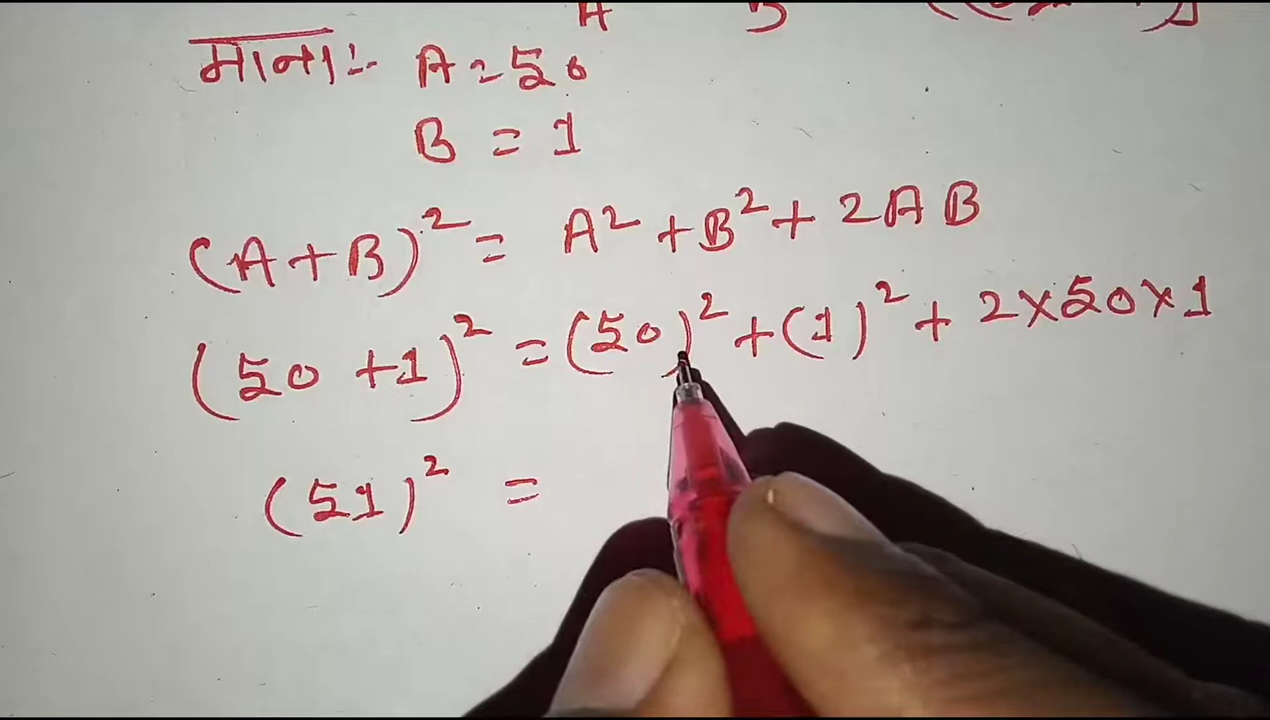 A B
माना:- A = 50
B = 1
(A+B)² = A² + B² + 2AB
(50 +1)² = (50)² + (1)² + 2×50×1
(51)² =